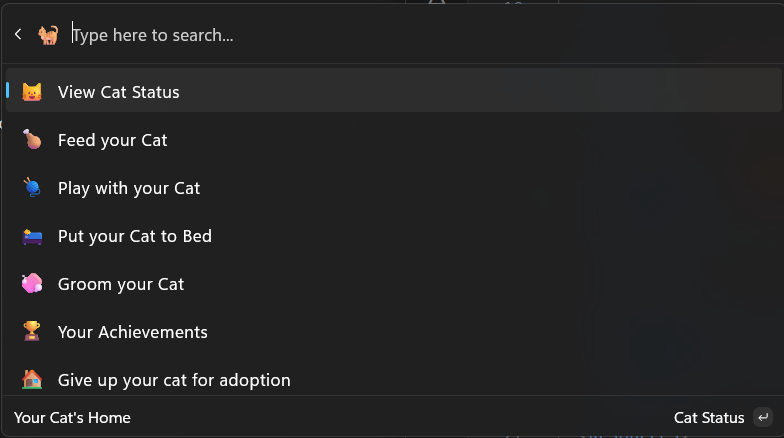 Type here to search...
View Cat Status
Feed your Cat
Play with your Cat
Put your Cat to Bed
Groom your Cat
Your Achievements
Give up your cat for adoption
Your Cat's Home
Cat Status